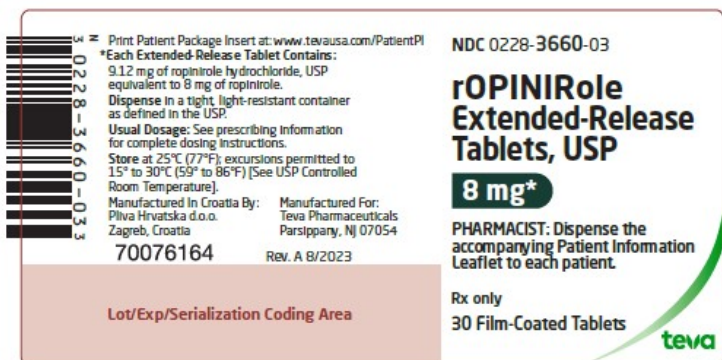 N
3 0228-3660-03 3
Print Patient Package Insert at: www.tevausa.com/PatientPI
*Each Extended-Release Tablet Contains:
9.12 mg of ropinirole hydrochloride, USP
equivalent to 8 mg of ropinirole.
Dispense in a tight, light-resistant container
as defined in the USP.
Usual Dosage: See prescribing information
for complete dosing instructions.
Store at 25°C (77°F); excursions permitted to
15° to 30°C (59° to 86°F) [See USP Controlled
Room Temperature].
Manufactured In Croatia By:
Pliva Hrvatska d.o.o.
Zagreb, Croatia
Manufactured For:
Teva Pharmaceuticals
Parsippany, NJ 07054
70076164
Rev. A 8/2023
Lot/Exp/Serialization Coding Area
NDC 0228-3660-03
rOPINIRole
Extended-Release
Tablets, USP
8 mg*
PHARMACIST: Dispense the
accompanying Patient Information
Leaflet to each patient.
Rx only
30 Film-Coated Tablets
teva